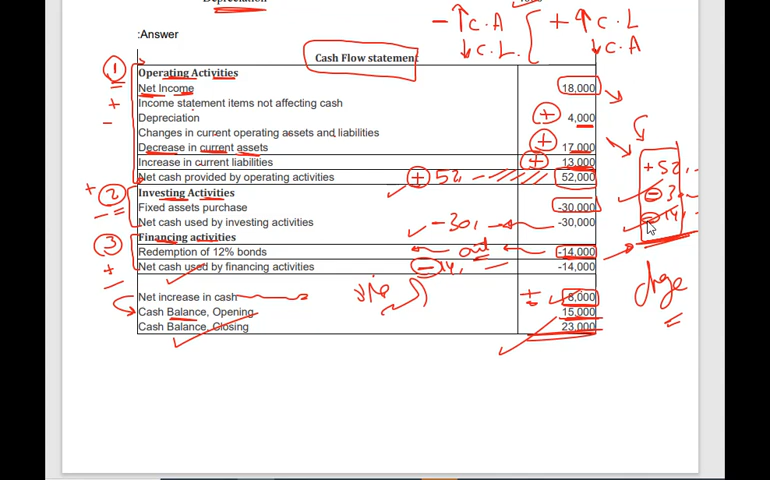 Depreciation
:Answer
- ↑ C.A + ↑ C.L
↓ C.L. ↓ C.A
Cash Flow statement
1 Operating Activities
Net Income 18,000
+ Income statement items not affecting cash
- Depreciation + 4,000
Changes in current operating assets and liabilities
Decrease in current assets + 17,000
Increase in current liabilities + 13,000
Net cash provided by operating activities + 52, 52,000
+ 52,
+ 2 Investing Activities
Fixed assets purchase -30,000
Net cash used by investing activities -30, -30,000
3 Financing activities
- 14,
Redemption of 12% bonds out -14,000
+ Net cash used by financing activities - 14, -14,000
-
Net increase in cash ± 8,000
Cash Balance, Opening 15,000
Cash Balance, Closing 23,000